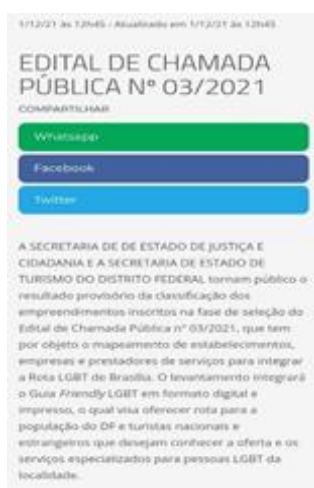 1/12/21 às 12h45 - Atualizado em 1/12/21 às 12h45
EDITAL DE CHAMADA
PÚBLICA Nº 03/2021
COMPARTILHAR
Whatsapp
Facebook
Twitter
A SECRETARIA DE DE ESTADO DE JUSTIÇA E
CIDADANIA E A SECRETARIA DE ESTADO DE
TURISMO DO DISTRITO FEDERAL tornam público o
resultado provisório da classificação dos
empreendimentos inscritos na fase de seleção do
Edital de Chamada Pública nº 03/2021, que tem
por objeto o mapeamento de estabelecimentos,
empresas e prestadores de serviços para integrar
a Rota LGBT de Brasília. O levantamento integrará
o Guia Friendly LGBT em formato digital e
impresso, o qual visa oferecer rota para a
população do DF e turistas nacionais e
estrangeiros que desejam conhecer a oferta e os
serviços especializados para pessoas LGBT da
localidade.